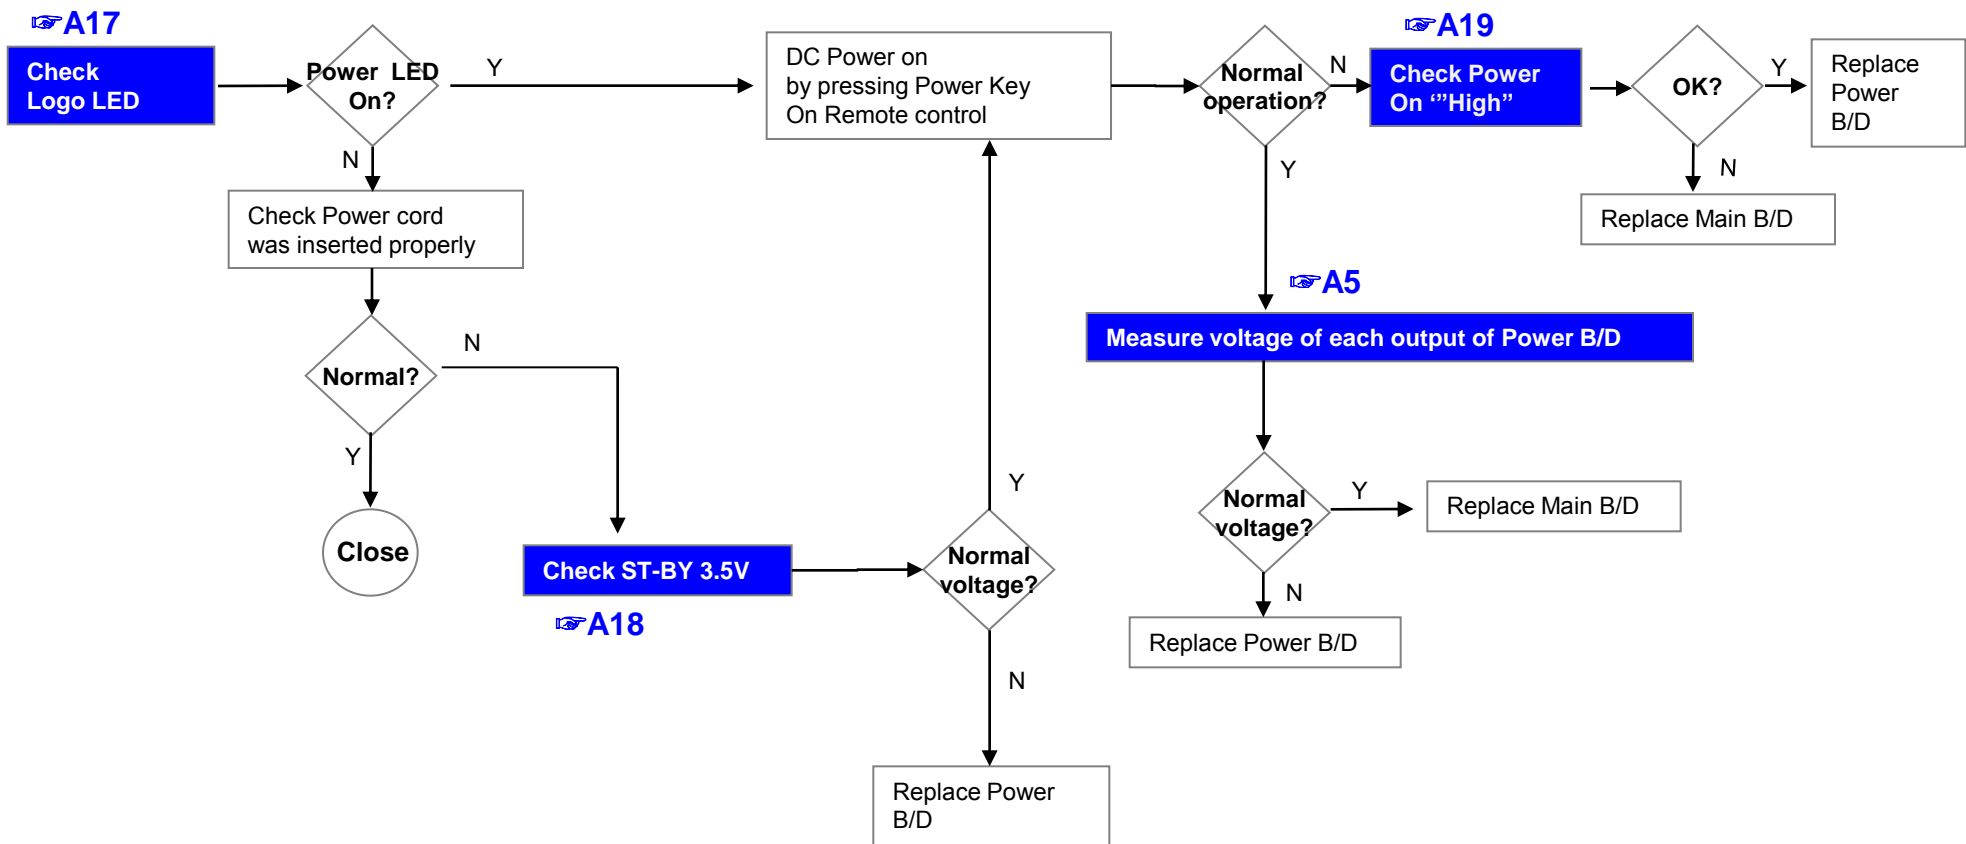 ☞A17
Check
Logo LED
Power LED
On?
Y
N
Check Power cord
was inserted properly
Normal?
N
Y
Close
Check ST-BY 3.5V
☞A18
Normal
voltage?
Y
N
Replace Power
B/D
DC Power on
by pressing Power Key
On Remote control
Normal
operation?
N
Y
☞A19
Check Power
On ‘”High”
OK?
Y
Replace
Power
B/D
N
Replace Main B/D
☞A5
Measure voltage of each output of Power B/D
Normal
voltage?
Y
Replace Main B/D
N
Replace Power B/D